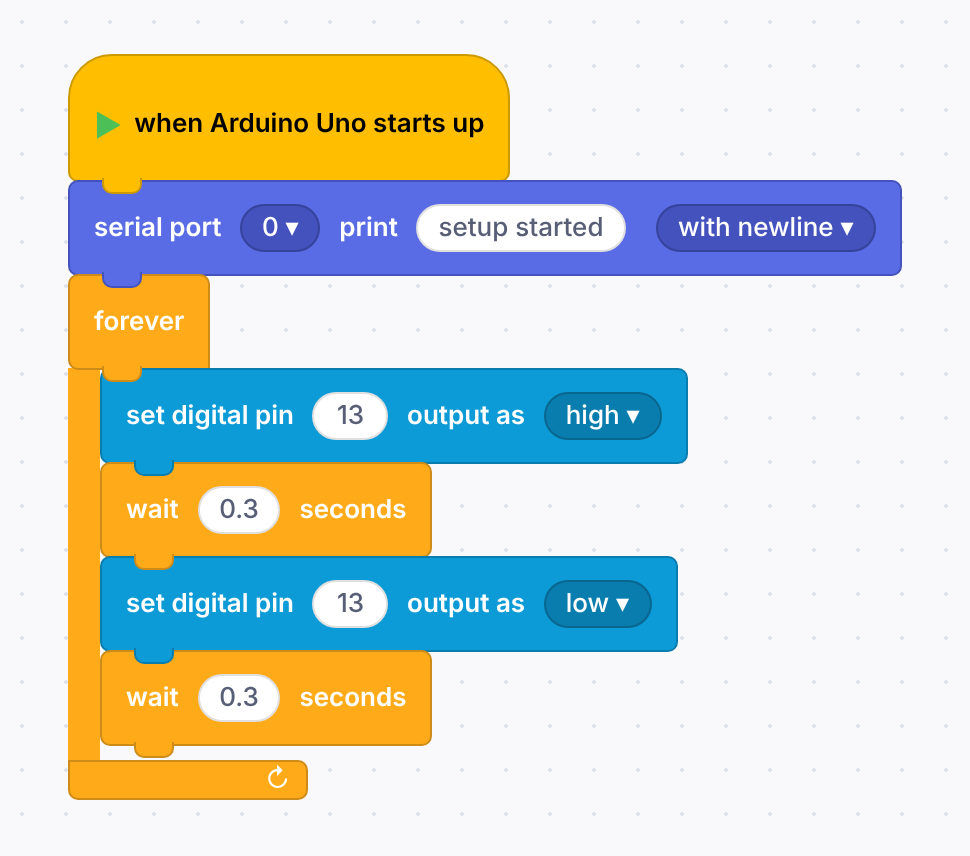 when Arduino Uno starts up
serial port 0 ▾ print setup started with newline ▾
forever
set digital pin 13 output as high ▾
wait 0.3 seconds
set digital pin 13 output as low ▾
wait 0.3 seconds